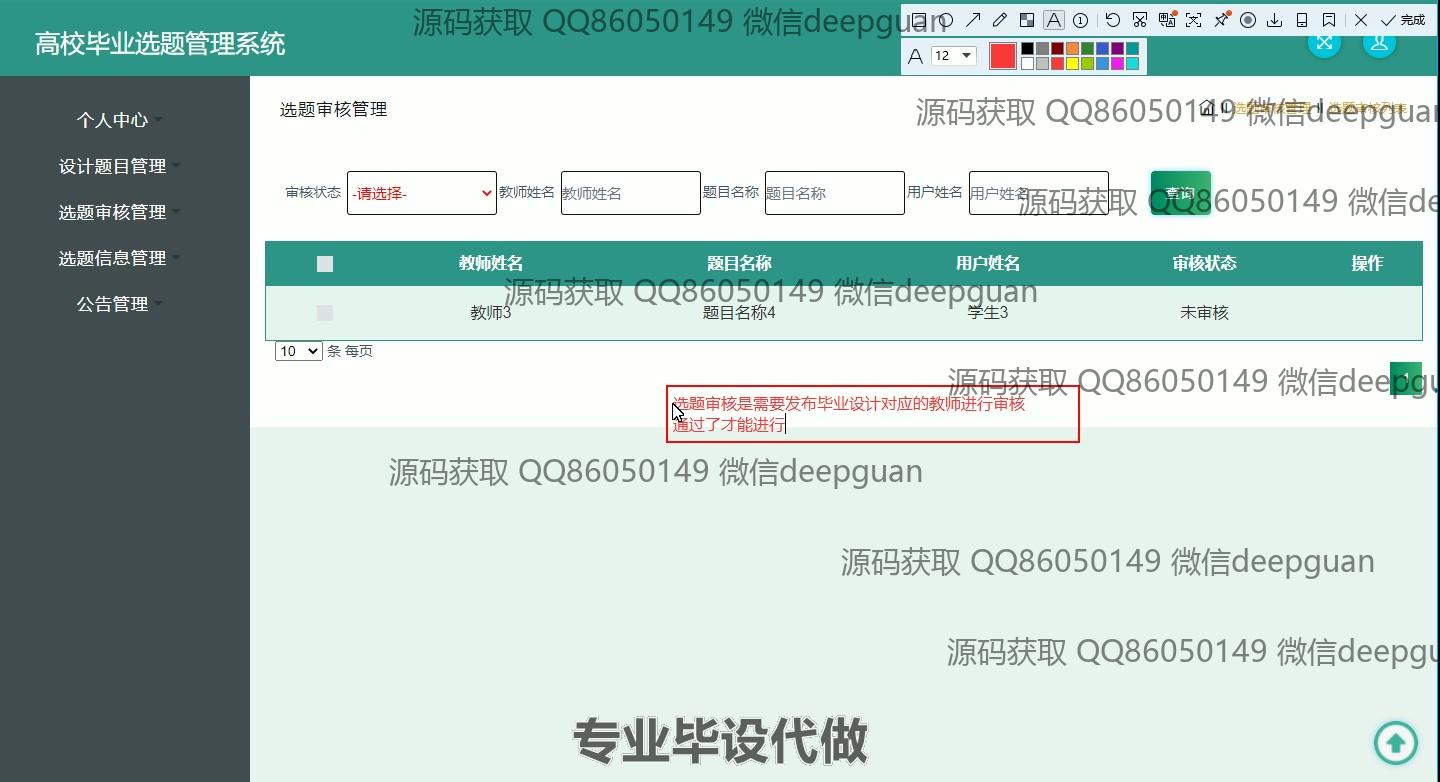 源码获取 QQ86050149 微信deepguan
完成
高校毕业选题管理系统
12
个人中心
设计题目管理
选题审核管理
选题信息管理
公告管理
选题审核管理
选题审核管理 // 选题审核列表
源码获取 QQ86050149 微信deepguan
审核状态 -请选择- 教师姓名 教师姓名 题目名称 题目名称 用户姓名 用户姓名 查询
源码获取 QQ86050149 微信de
教师姓名 题目名称 用户姓名 审核状态 操作
源码获取 QQ86050149 微信deepguan
教师3 题目名称4 学生3 未审核
10 条 每页
1
源码获取 QQ86050149 微信deepgu
选题审核是需要发布毕业设计对应的教师进行审核
通过了才能进行
源码获取 QQ86050149 微信deepguan
源码获取 QQ86050149 微信deepguan
源码获取 QQ86050149 微信deepgu
专业毕设代做